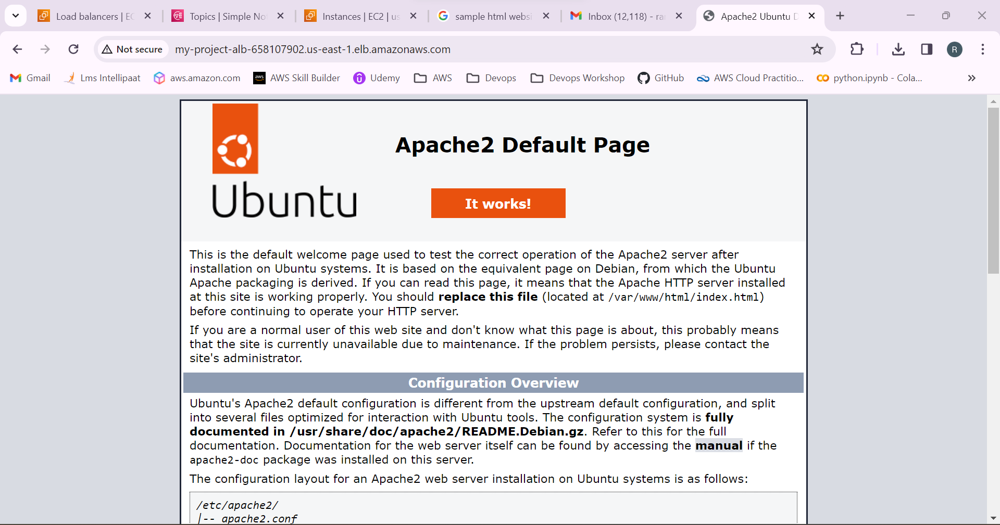 Load balancers | EC
Topics | Simple No
Instances | EC2 | us
sample html websi
Inbox (12,118) - ra
Apache2 Ubuntu D
Not secure
my-project-alb-658107902.us-east-1.elb.amazonaws.com
R
Gmail
Lms Intellipaat
aws.amazon.com
aws
AWS Skill Builder
Udemy
AWS
Devops
Devops Workshop
GitHub
AWS Cloud Practitio...
python.ipynb - Cola...
Ubuntu
Apache2 Default Page
It works!
This is the default welcome page used to test the correct operation of the Apache2 server after
installation on Ubuntu systems. It is based on the equivalent page on Debian, from which the Ubuntu
Apache packaging is derived. If you can read this page, it means that the Apache HTTP server installed
at this site is working properly. You should replace this file (located at /var/www/html/index.html)
before continuing to operate your HTTP server.
If you are a normal user of this web site and don't know what this page is about, this probably means
that the site is currently unavailable due to maintenance. If the problem persists, please contact the
site's administrator.
Configuration Overview
Ubuntu's Apache2 default configuration is different from the upstream default configuration, and split
into several files optimized for interaction with Ubuntu tools. The configuration system is fully
documented in /usr/share/doc/apache2/README.Debian.gz. Refer to this for the full
documentation. Documentation for the web server itself can be found by accessing the manual if the
apache2-doc package was installed on this server.
The configuration layout for an Apache2 web server installation on Ubuntu systems is as follows:
/etc/apache2/
|-- apache2.conf